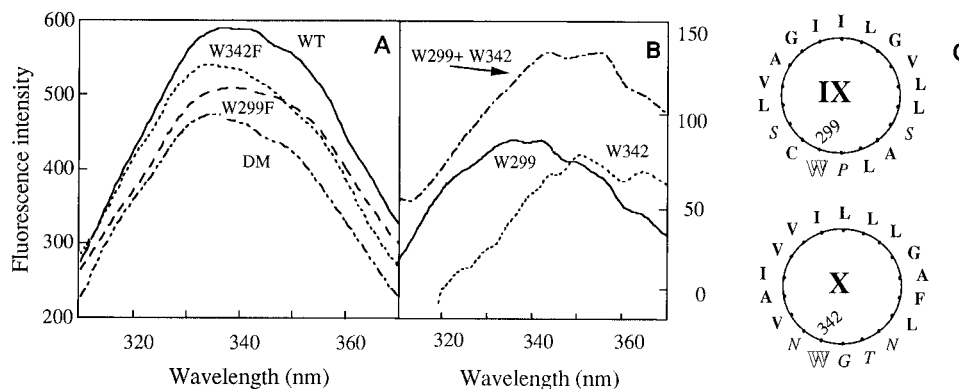 600
500
400
300
200
Fluorescence intensity
A
WT
W342F
W299F
DM
320
340
360
Wavelength (nm)
B
W299+ W342
W299
W342
150
100
50
0
320
340
360
Wavelength (nm)
C
G I I L G
A V
V L
L L
S S
C A
W P L
IX
299
V I L L L
V G
I A
A F
V L
N N
W G T
X
342